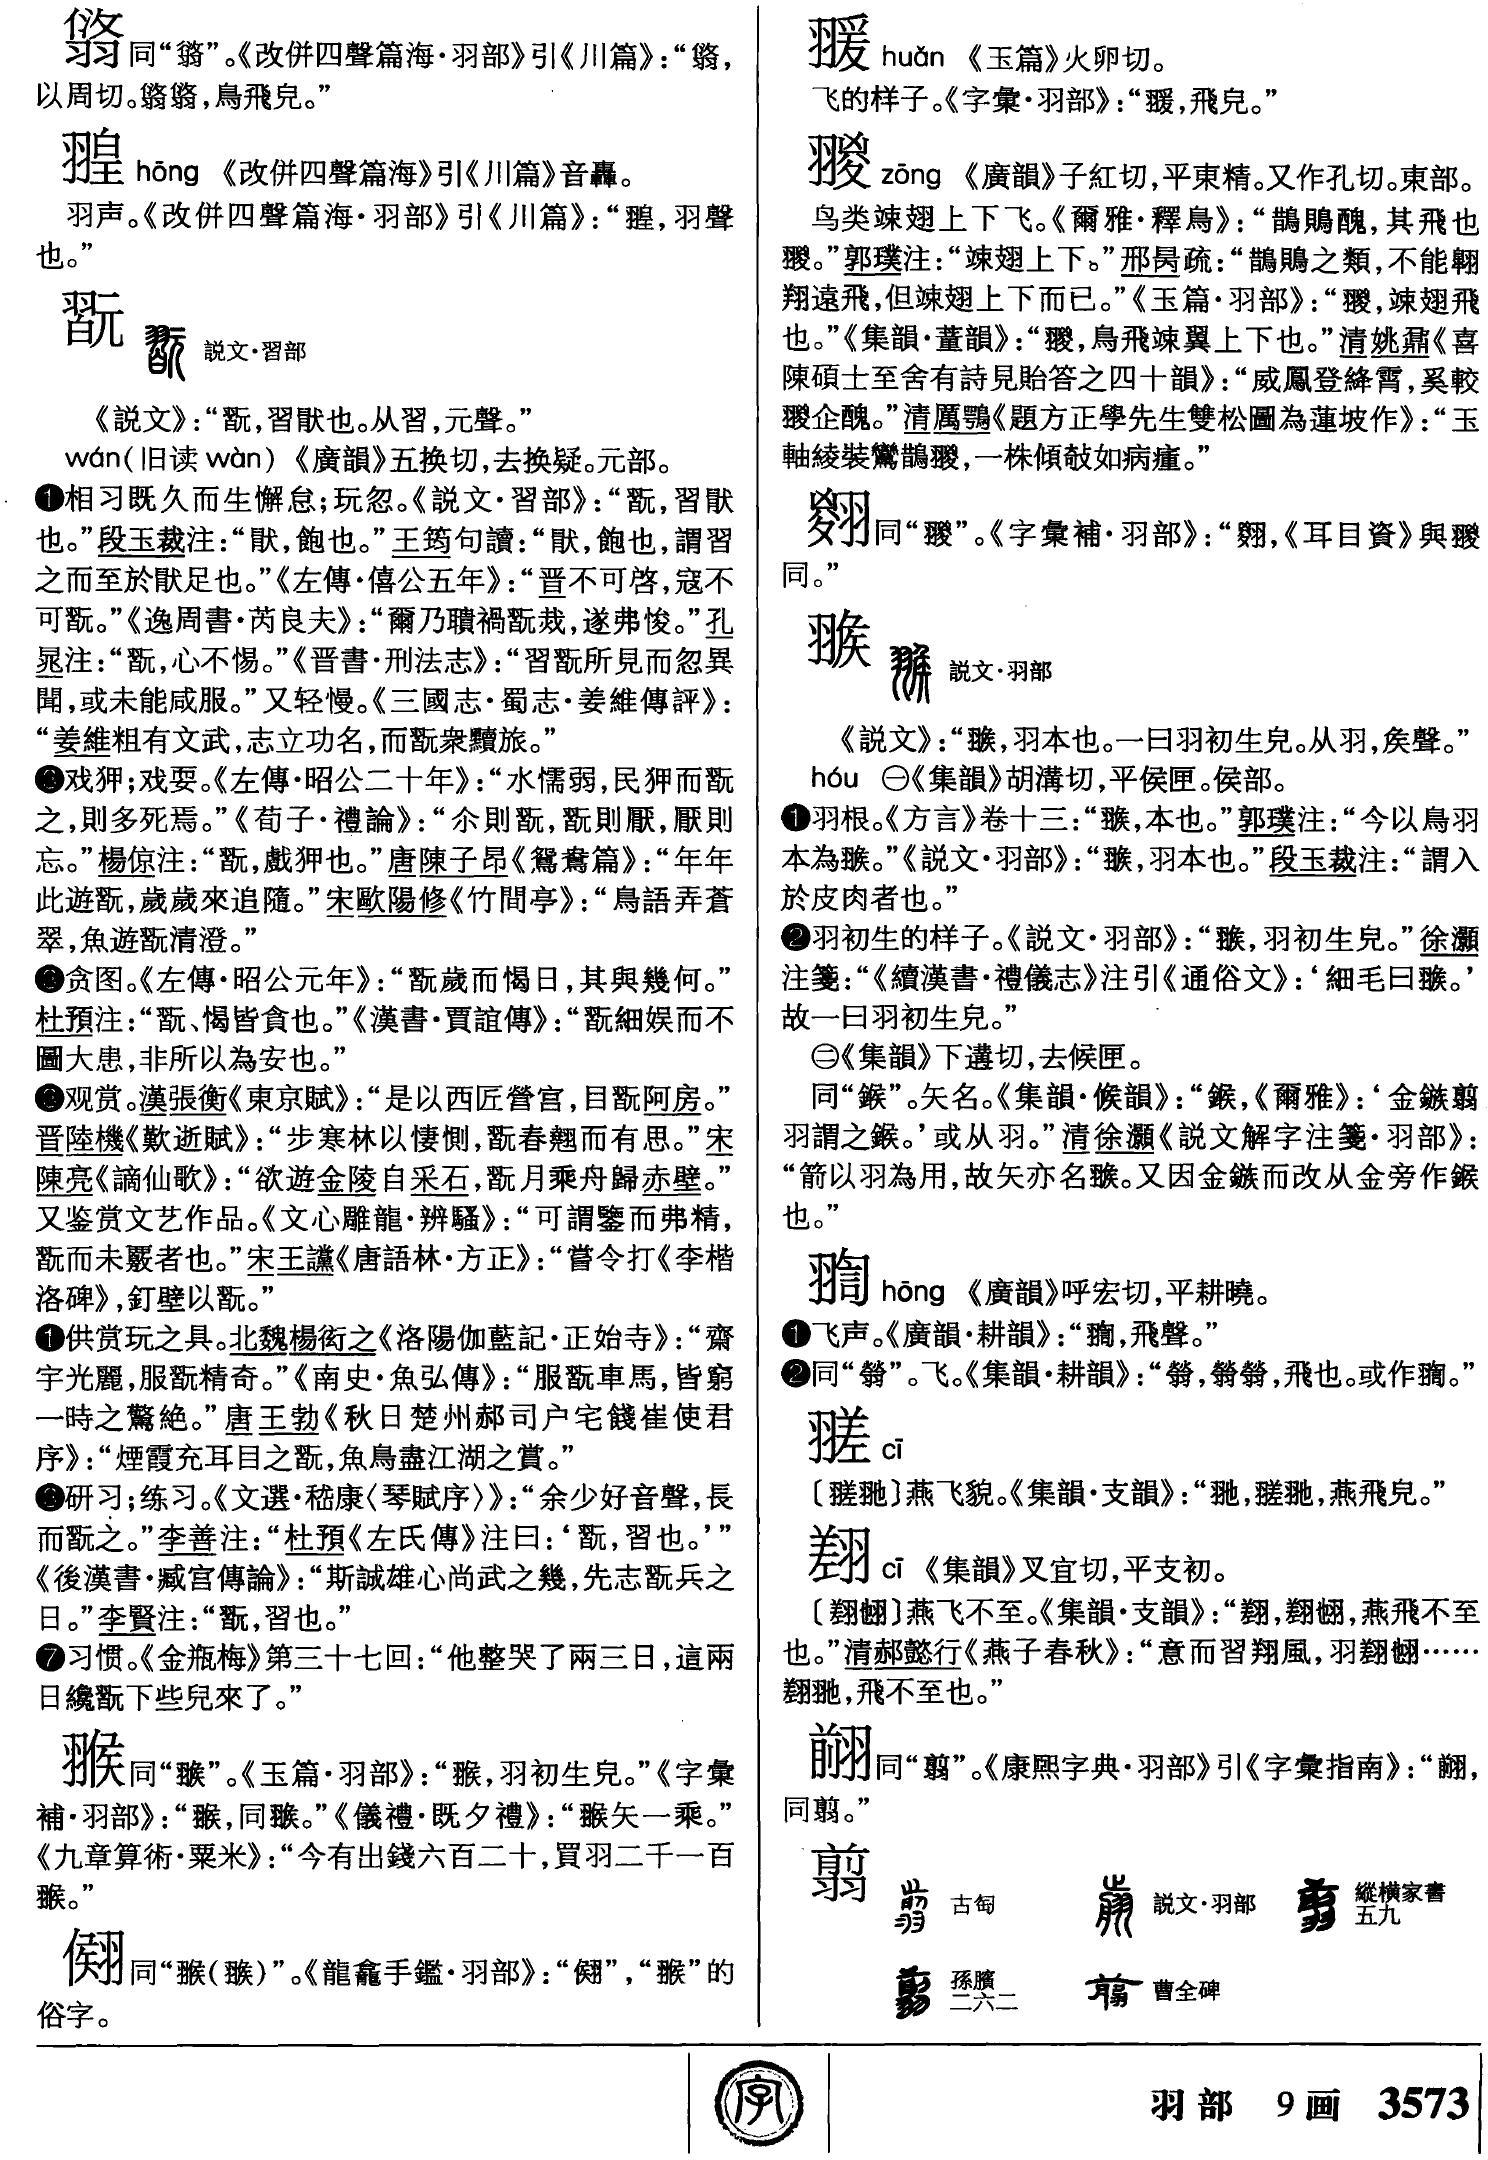 同“”。《改併四聲篇海·羽部》引《川篇》:“,
以周切。,鳥飛皃。”
hōng 《改併四聲篇海》引《川篇》音轟。
羽声。《改併四聲篇海·羽部》引《川篇》:“,羽聲
也。”
翫 説文·習部
《説文》:“翫,習猒也。从習,元聲。”
wán(旧读wàn) 《廣韻》五换切,去换疑。元部。
❶相习既久而生懈怠;玩忽。《説文·習部》:“翫,習猒
也。”段玉裁注:“猒,飽也。”王筠句讀:“猒,飽也,謂習
之而至於猒足也。”《左傳·僖公五年》:“晋不可啓,寇不
可翫。”《逸周書·芮良夫》:“爾乃聵禍翫烖,遂弗悛。”孔
晁注:“翫,心不惕。”《晋書·刑法志》:“習翫所見而忽異
聞,或未能咸服。”又轻慢。《三國志·蜀志·姜維傳評》:
“姜維粗有文武,志立功名,而翫衆黷旅。”
❷戏狎;戏耍。《左傳·昭公二十年》:“水懦弱,民狎而翫
之,則多死焉。”《荀子·禮論》:“尒則翫,翫則厭,厭則
忘。”楊倞注:“翫,戲狎也。”唐陳子昂《鴛鴦篇》:“年年
此遊翫,歲歲來追隨。”宋歐陽修《竹間亭》:“鳥語弄蒼
翠,魚遊翫清澄。”
❸贪图。《左傳·昭公元年》:“翫歲而愒日,其與幾何。”
杜預注:“翫、愒皆貪也。”《漢書·賈誼傳》:“翫細娱而不
圖大患,非所以為安也。”
观赏。漢張衡《東京賦》:“是以西匠營宫,目翫阿房。”
晋陸機《歎逝賦》:“步寒林以悽惻,翫春翹而有思。”宋
陳亮《謫仙歌》:“欲遊金陵自采石,翫月乘舟歸赤壁。”
又鉴赏文艺作品。《文心雕龍·辨騷》:“可謂鑒而弗精,
翫而未覈者也。”宋王讜《唐語林·方正》:“嘗令打《李楷
洛碑》,釘壁以翫。”
供赏玩之具。北魏楊衒之《洛陽伽藍記·正始寺》:“齋
宇光麗,服翫精奇。”《南史·魚弘傳》:“服翫車馬,皆窮
一時之驚絶。”唐王勃《秋日楚州郝司户宅餞崔使君
序》:“煙霞充耳目之翫,魚鳥盡江湖之賞。”
研习;练习。《文選·嵇康〈琴賦序〉》:“余少好音聲,長
而翫之。”李善注:“杜預《左氏傳》注曰:‘翫,習也。’”
《後漢書·臧宫傳論》:“斯誠雄心尚武之幾,先志翫兵之
日。”李賢注:“翫,習也。”
❼习惯。《金瓶梅》第三十七回:“他整哭了兩三日,這兩
日纔翫下些兒來了。”
翭同“𦑚”。《玉篇·羽部》:“翭,羽初生皃。”《字彙
補·羽部》:“翭,同𦑚。”《儀禮·既夕禮》:“翭矢一乘。”
《九章算術·粟米》:“今有出錢六百二十,買羽二千一百
翭。”
同“翭(𦑚)”。《龍龕手鑑·羽部》:“”,“翭”的
俗字。
huǎn 《玉篇》火卵切。
飞的样子。《字彙·羽部》:“,飛皃。”
翪 zōng 《廣韻》子紅切,平東精。又作孔切。東部。
鸟类竦翅上下飞。《爾雅·釋鳥》:“鵲鵙醜,其飛也
翪。”郭璞注:“竦翅上下。”邢昺疏:“鵲鵙之類,不能翱
翔遠飛,但竦翅上下而已。”《玉篇·羽部》:“翪,竦翅飛
也。”《集韻·董韻》:“翪,鳥飛竦翼上下也。”清姚鼐《喜
陳碩士至舍有詩見貽答之四十韻》:“威鳳登絳霄,奚較
翪企醜。”清厲鶚《題方正學先生雙松圖為蓮坡作》:“玉
軸綾裝鸞鵲翪,一株傾攲如病瘇。”
同“翪”。《字彙補·羽部》:“,《耳目資》與翪
同。”
𦑚 説文·羽部
《説文》:“𦑚,羽本也。一曰羽初生皃。从羽,矦聲。”
hóu ㊀《集韻》胡溝切,平侯匣。侯部。
❶羽根。《方言》卷十三:“𦑚,本也。”郭璞注:“今以鳥羽
本為𦑚。”《説文·羽部》:“𦑚,羽本也。”段玉裁注:“謂入
於皮肉者也。”
❷羽初生的样子。《説文·羽部》:“𦑚,羽初生皃。”徐灝
注箋:“《續漢書·禮儀志》注引《通俗文》:‘細毛曰𦑚。’
故一曰羽初生皃。”
㊁《集韻》下遘切,去候匣。
同“鍭”。矢名。《集韻·候韻》:“鍭,《爾雅》:‘金鏃翦
羽謂之鍭。’或从羽。”清徐灝《説文解字注箋·羽部》:
“箭以羽為用,故矢亦名𦑚。又因金鏃而改从金旁作鍭
也。”
hōng 《廣韻》呼宏切,平耕曉。
❶飞声。《廣韻·耕韻》:“,飛聲。”
❷同“”。飞。《集韻·耕韻》:“,飛也。或作。”
cī
〔〕燕飞貌。《集韻·支韻》:“,燕飛皃。”
cī 《集韻》叉宜切,平支初。
〔〕燕飞不至。《集韻·支韻》:“,燕飛不至
也。”清郝懿行《燕子春秋》:“意而習翔風,羽……
,飛不至也。”
同“翦”。《康熙字典·羽部》引《字彙指南》:“,
同翦。”
翦 古匋 説文·羽部 縱横家書五九
孫臏二六二 曹全碑
字
羽部 9画 3573